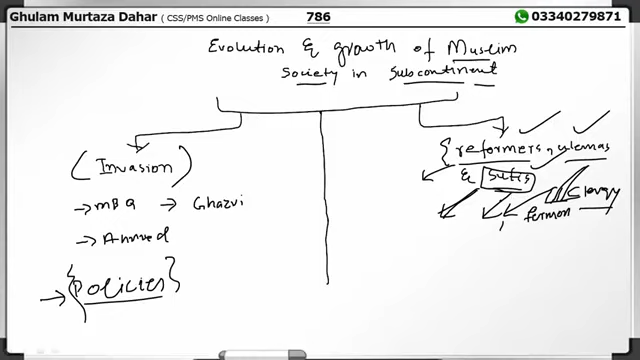 Ghulam Murtaza Dahar ( CSS/PMS Online Classes )
786
03340279871
Evolution & growth of Muslim
Society in Subcontinent
(Invasion)
→ MBQ → Ghazvi
→ Ahmed
→ {Policies}
{reformers, ulemas
& Sufis
Clergy